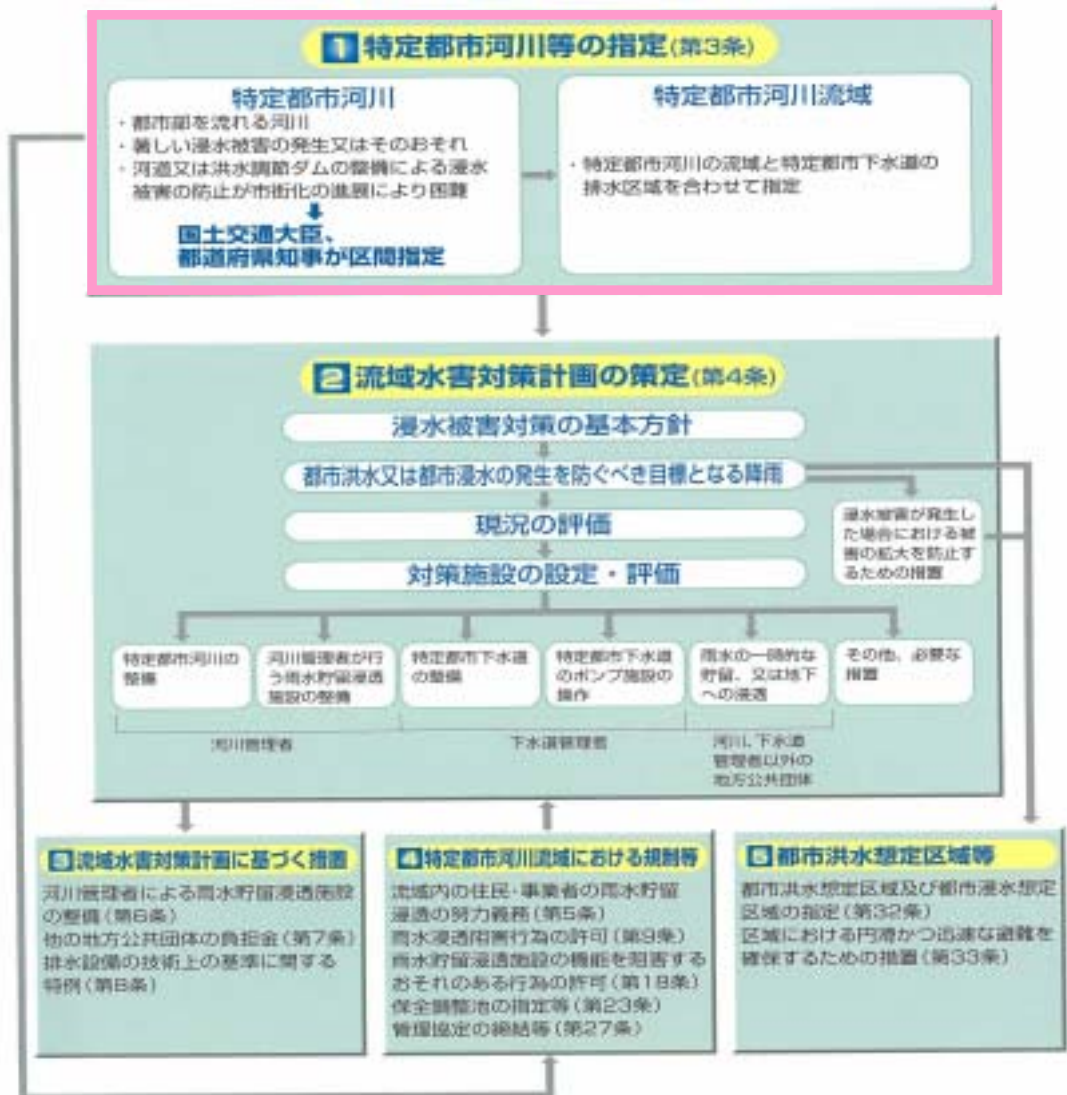 1 特定都市河川等の指定(第3条)
特定都市河川
・都市部を流れる河川
・著しい浸水被害の発生又はそのおそれ
・河道又は洪水調節ダムの整備による浸水
被害の防止が市街化の進展により困難
国土交通大臣、
都道府県知事が区間指定
特定都市河川流域
・特定都市河川の流域と特定都市下水道の
排水区域を合わせて指定
2 流域水害対策計画の策定(第4条)
浸水被害対策の基本方針
都市洪水又は都市浸水の発生を防ぐべき目標となる降雨
現況の評価
対策施設の設定・評価
浸水被害が発生し
た場合における被
害の拡大を防止す
るための措置
特定都市河川の
整備
河川管理者が行
う雨水貯留浸透
施設の整備
特定都市下水道
の整備
特定都市下水道
のポンプ施設の
操作
雨水の一時的な
貯留、又は地下
への浸透
その他、必要な
措置
河川管理者
下水道管理者
河川、下水道
管理者以外の
地方公共団体
3 流域水害対策計画に基づく措置
河川管理者による雨水貯留浸透施設
の整備(第6条)
他の地方公共団体の負担金(第7条)
排水設備の技術上の基準に関する
特例(第8条)
4 特定都市河川流域における規制等
流域内の住民・事業者の雨水貯留
浸透の努力義務(第5条)
雨水浸透阻害行為の許可(第9条)
雨水貯留浸透施設の機能を阻害する
おそれのある行為の許可(第18条)
保全調整池の指定等(第23条)
管理協定の締結等(第27条)
5 都市洪水想定区域等
都市洪水想定区域及び都市浸水想定
区域の指定(第32条)
区域における円滑かつ迅速な避難を
確保するための措置(第33条)